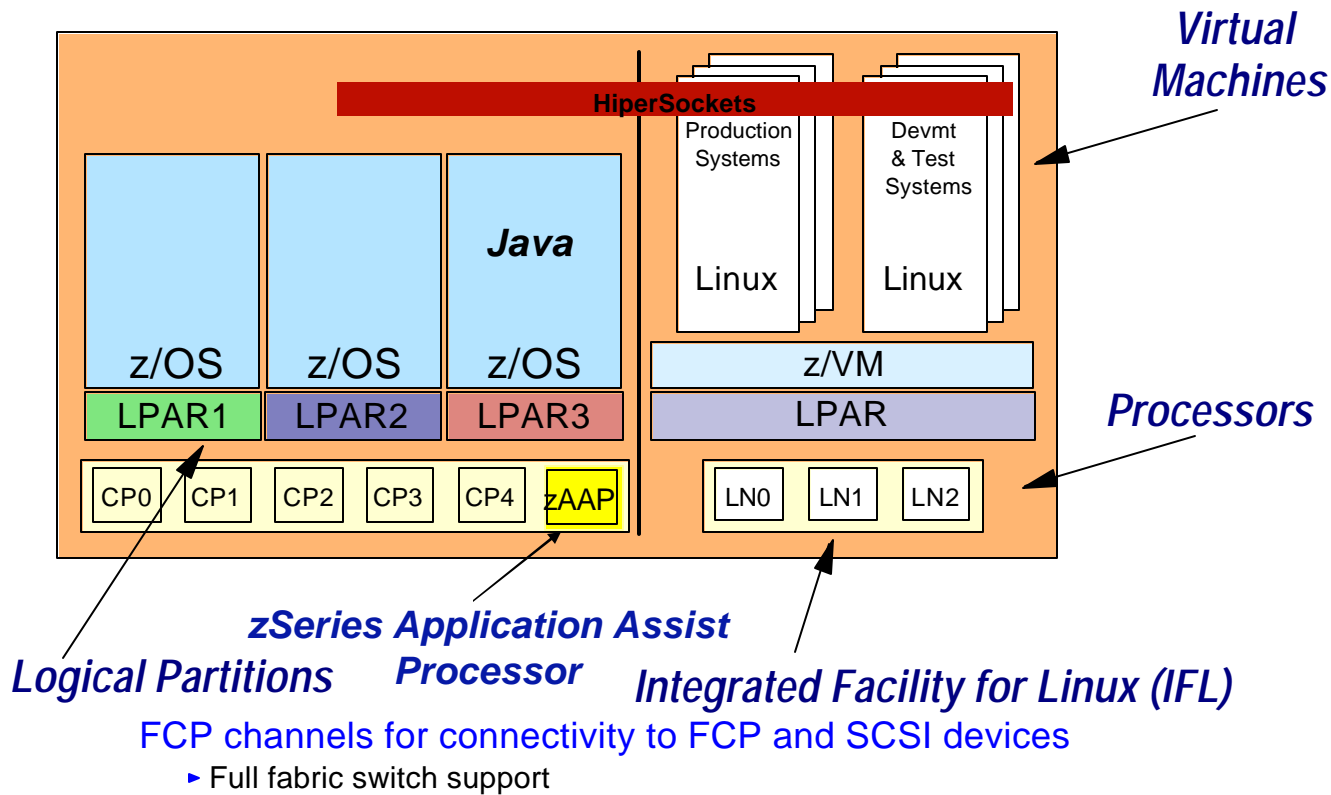 Virtual
Machines
HiperSockets
Production
Systems
Devmt
& Test
Systems
Java
Linux
Linux
z/OS
z/OS
z/OS
z/VM
LPAR1
LPAR2
LPAR3
LPAR
Processors
CP0
CP1
CP2
CP3
CP4
zAAP
LN0
LN1
LN2
zSeries Application Assist
Processor
Logical Partitions
Integrated Facility for Linux (IFL)
FCP channels for connectivity to FCP and SCSI devices
Full fabric switch support